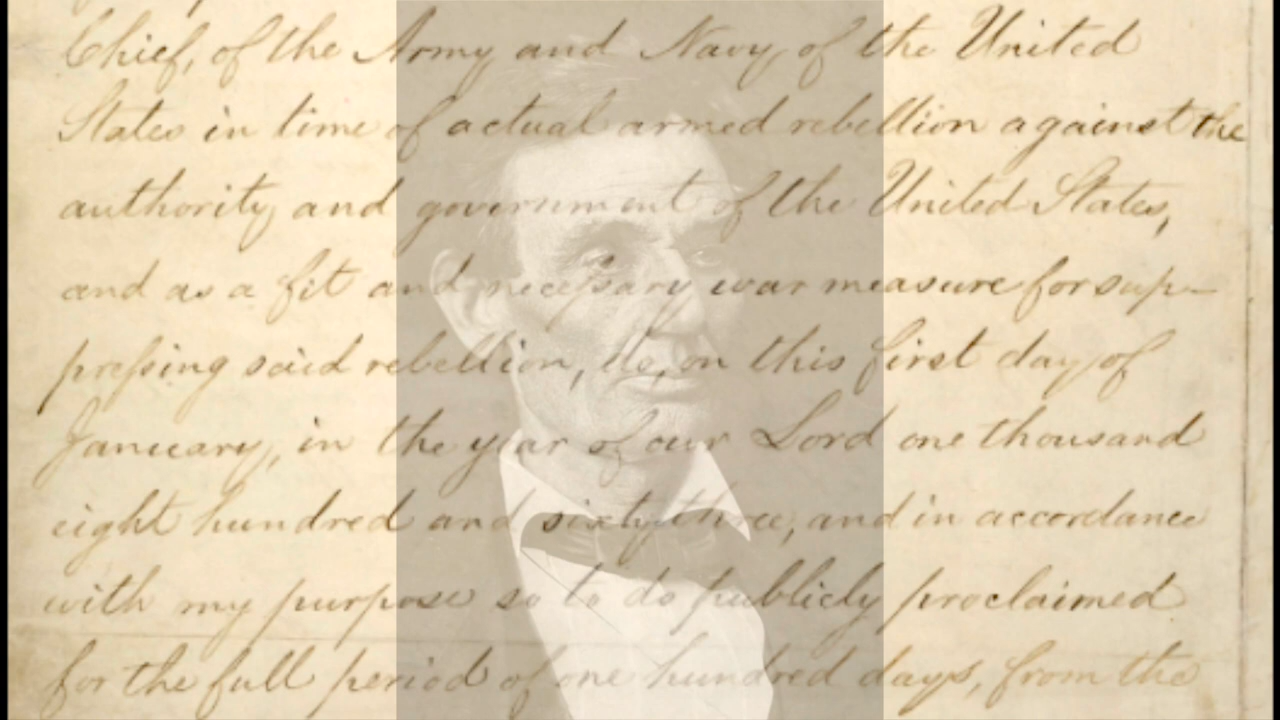 Chief, of the Army and Navy, of the United
States in time of actual armed rebellion against the
authority and government of the United States,
and as a fit and necessary war measure for sup-
preſsing said rebellion, do, on this first day of
January, in the year of our Lord one thousand
eight hundred and sixty three, and in accordance
with my purpose so to do publicly proclaimed
for the full period of one hundred days, from the